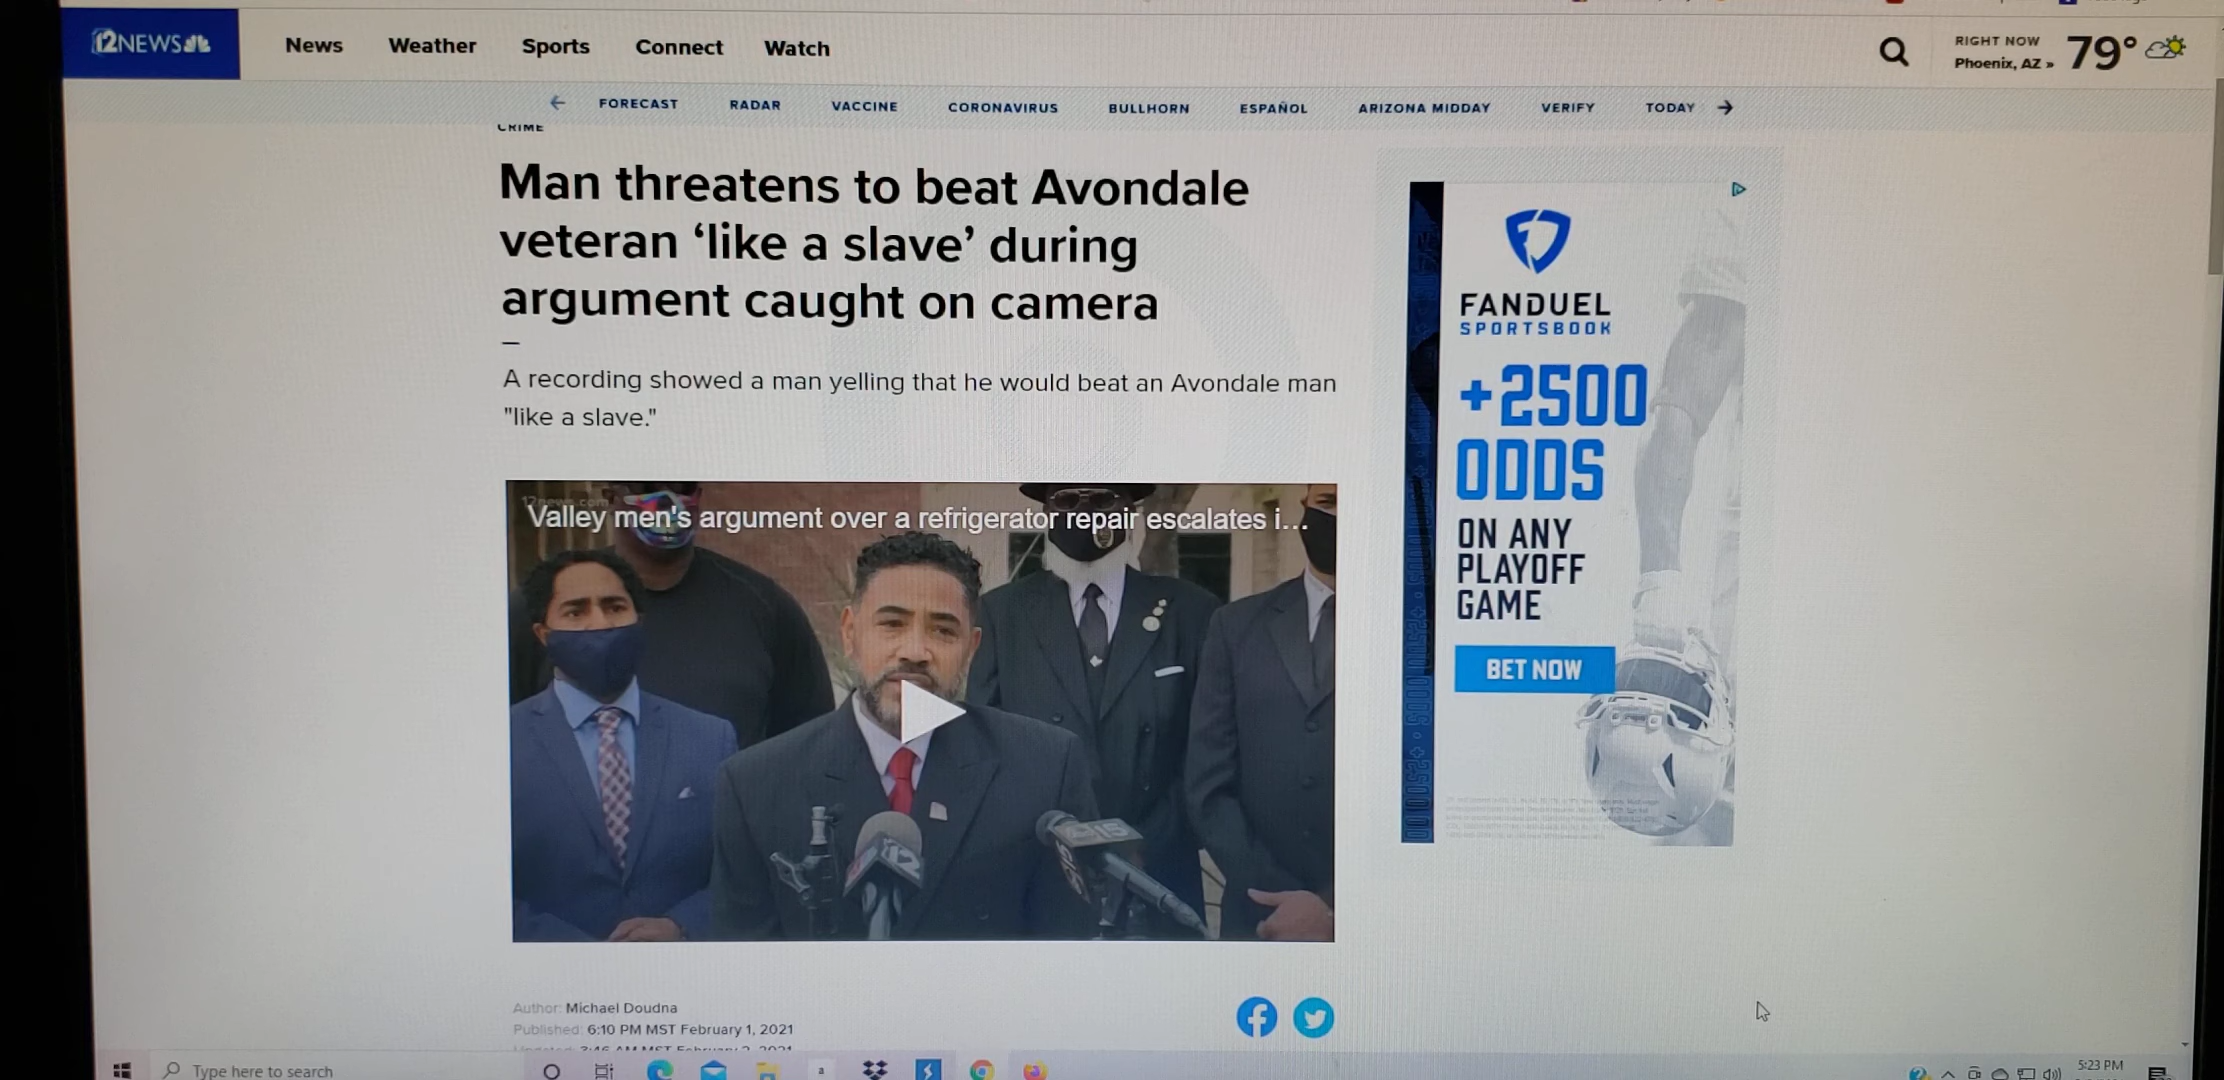 12NEWS
News
Weather
Sports
Connect
Watch
RIGHT NOW
Phoenix, AZ »
79°
FORECAST
RADAR
VACCINE
CORONAVIRUS
BULLHORN
ESPAÑOL
ARIZONA MIDDAY
VERIFY
TODAY
CRIME
Man threatens to beat Avondale
veteran ‘like a slave’ during
argument caught on camera
A recording showed a man yelling that he would beat an Avondale man
"like a slave."
12news.com
Valley men's argument over a refrigerator repair escalates i...
12
15
Author: Michael Doudna
Published: 6:10 PM MST February 1, 2021
FANDUEL
SPORTSBOOK
+2500
ODDS
ON ANY
PLAYOFF
GAME
BET NOW
Type here to search
5:23 PM